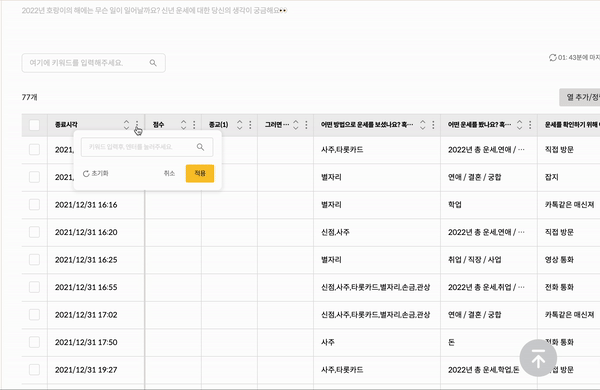 2022년 호랑이의 해에는 무슨 일이 일어날까요? 신년 운세에 대한 당신의 생각이 궁금해요👀
여기에 키워드를 입력해주세요.
01: 43분에 마지
77개
열 추가/정
종료시각 점수 종교(1) 그러면 … 어떤 방법으로 운세를 보셨나요? 혹… 어떤 운세를 봤나요? 혹… 운세를 확인하기 위해
2021, 사주,타롯카드 2022년 총 운세,연애 / … 직접 방문
키워드 입력후, 엔터를 눌러주세요
2021, 별자리 연애 / 결혼 / 궁합 잡지
초기화 취소 적용
2021/12/31 16:16 별자리 학업 카톡같은 매신져
2021/12/31 16:20 신점,사주 2022년 총 운세,연애 / … 직접 방문
2021/12/31 16:25 별자리 취업 / 직장 / 사업 영상 통화
2021/12/31 16:55 신점,사주,타롯카드,별자리,손금,관상 2022년 총 운세,취업 / … 전화 통화
2021/12/31 17:02 신점,사주,타롯카드,별자리,손금,관상 연애 / 결혼 / 궁합 카톡같은 매신져
2021/12/31 17:50 사주 돈 전화 통화
2021/12/31 19:27 사주,타롯카드 2022년 총 운세,학업,돈 직접 방문